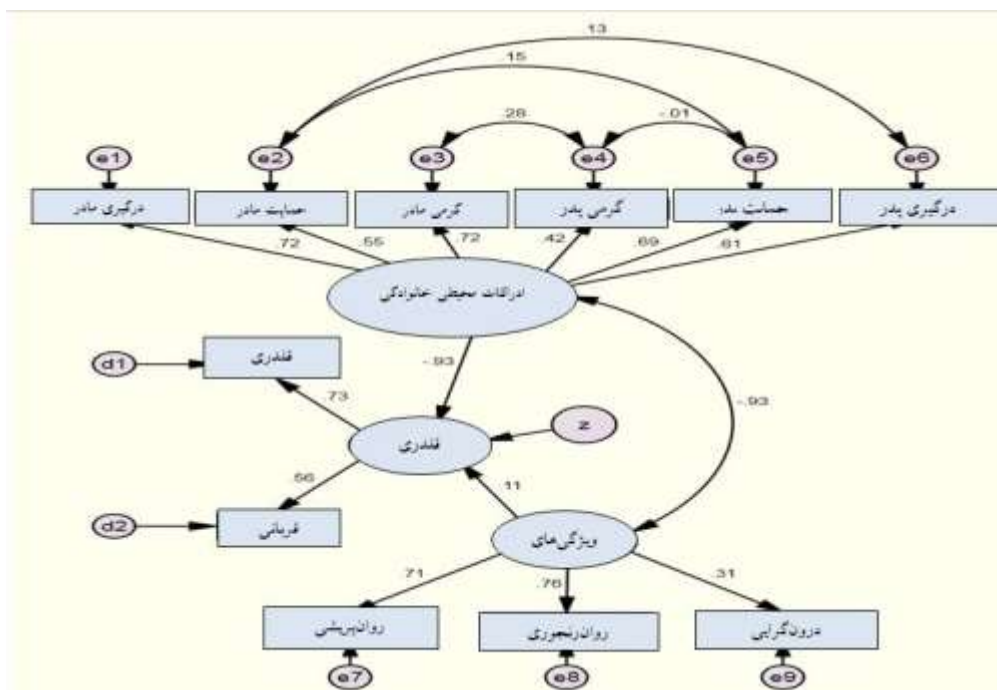 .13
.15
.28
-.01
e1 e2 e3 e4 e5 e6
درگیری مادر
حمایت مادر
گرمی مادر
گرمی پدر
حمایت پدر
درگیری پدر
.72 .55 .72 .42 .69 .61
ادراکات محیطی خانوادگی
d1
قلدری
-.93
-.93
.73
z
قلدری
.56
.11
d2
قربانی
ویژگی‌های
.71
.76
.31
روان‌پریشی
روان‌رنجوری
درون‌گرایی
e7 e8 e9